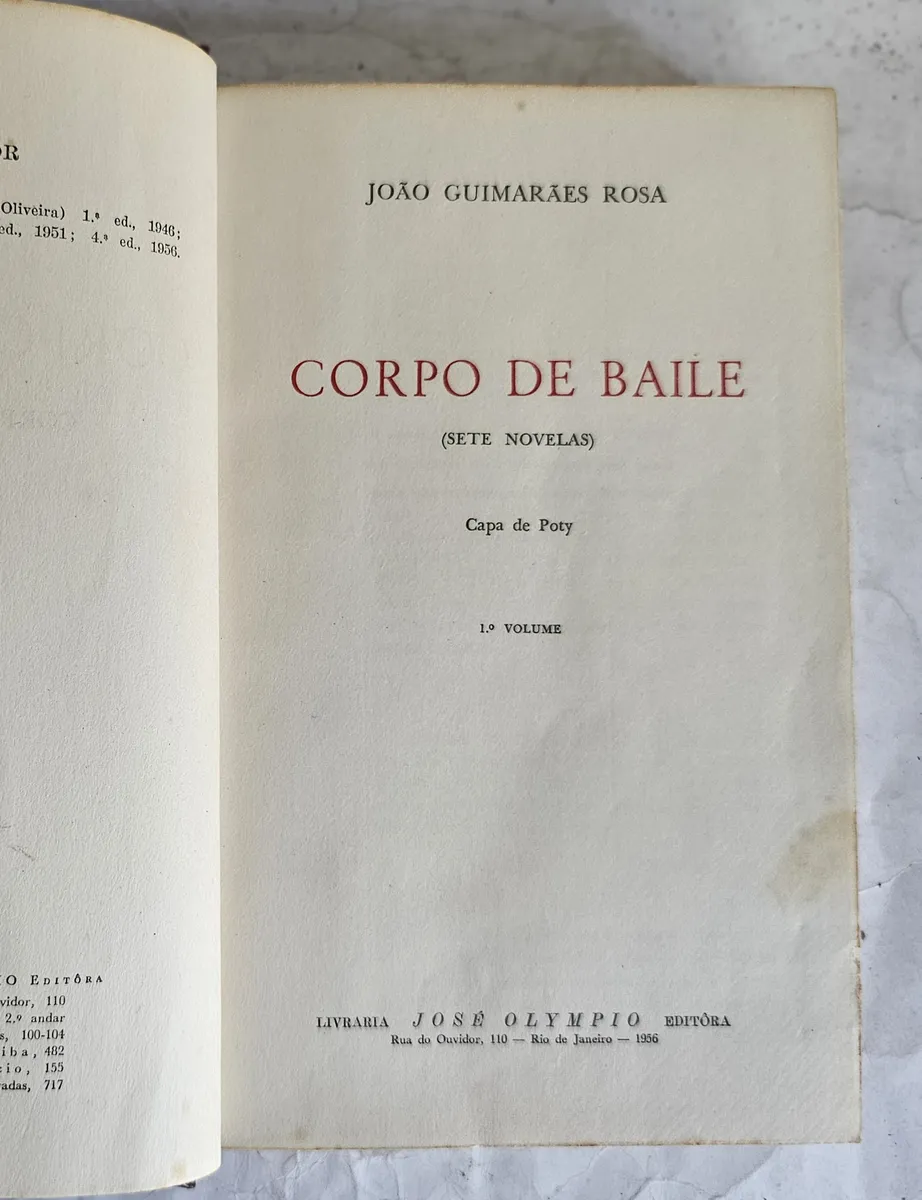 OR
Oliveira) 1.ª ed., 1946;
ed., 1951; 4.ª ed., 1956.
O EDITÔRA
vidor, 110
2.º andar
s, 100-104
iba, 482
cio, 155
adas, 717
JOÃO GUIMARÃES ROSA
CORPO DE BAILE
(SETE NOVELAS)
Capa de Poty
1.º VOLUME
LIVRARIA JOSÉ OLYMPIO EDITÔRA
Rua do Ouvidor, 110 — Rio de Janeiro — 1956